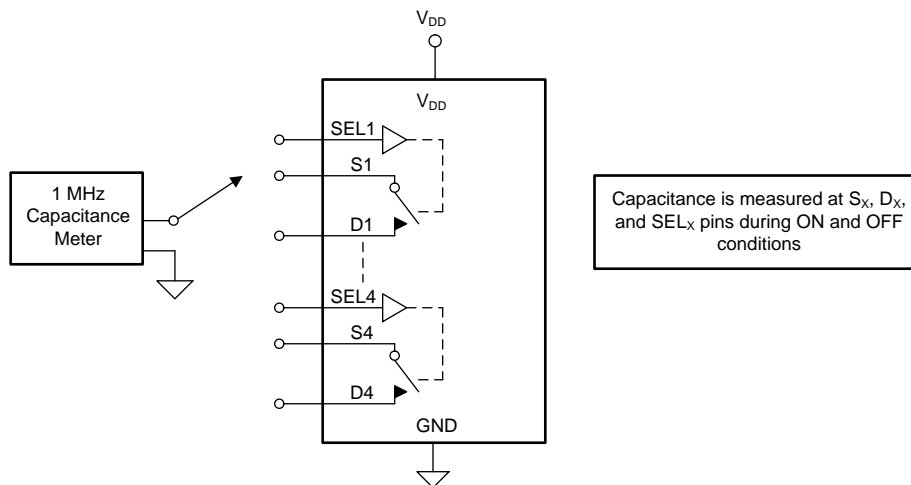 V_DD
V_DD
SEL1
S1
D1
SEL4
S4
D4
GND
1 MHz
Capacitance
Meter
Capacitance is measured at S_X, D_X,
and SEL_X pins during ON and OFF
conditions